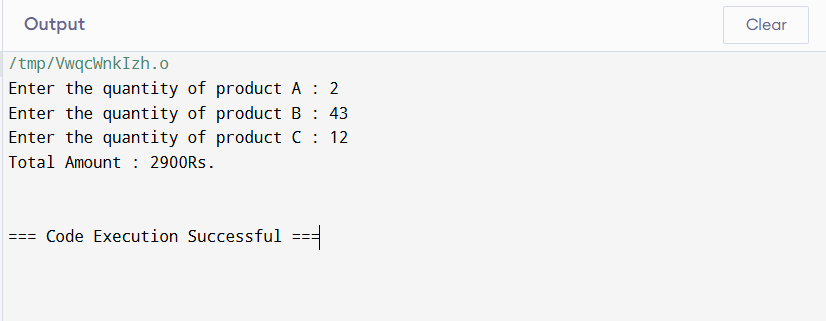 Output
Clear
/tmp/VwqcWnkIzh.o
Enter the quantity of product A : 2
Enter the quantity of product B : 43
Enter the quantity of product C : 12
Total Amount : 2900Rs.
=== Code Execution Successful ===